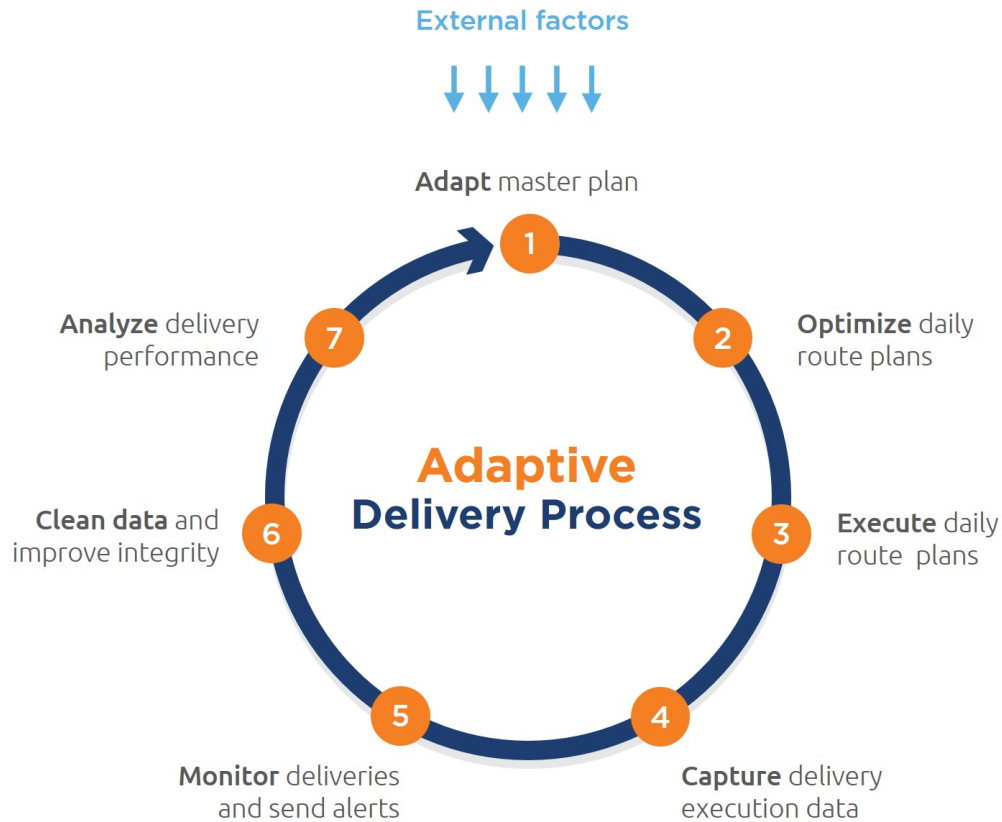 External factors
Adapt master plan
1
2
Optimize daily
route plans
3
Execute daily
route plans
4
Capture delivery
execution data
5
Monitor deliveries
and send alerts
6
Clean data and
improve integrity
7
Analyze delivery
performance
Adaptive
Delivery Process